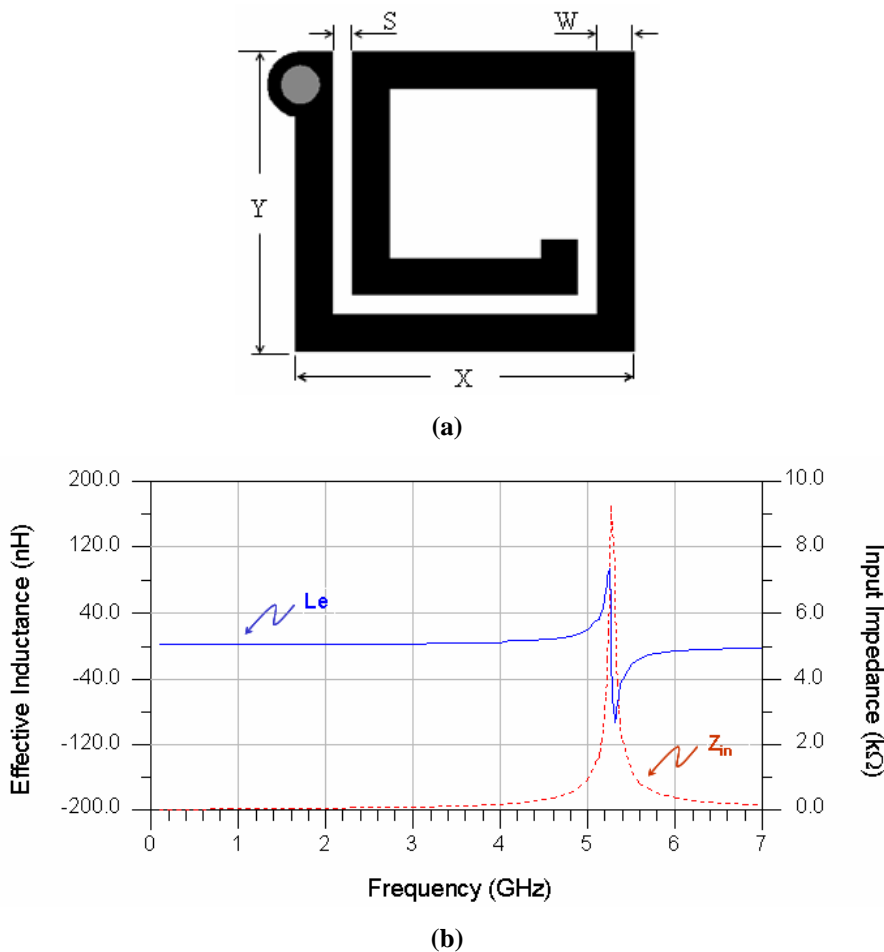 S
W
Y
X
(a)
200.0
120.0
40.0
-40.0
-120.0
-200.0
Effective Inductance (nH)
Le
Z_in
10.0
8.0
6.0
4.0
2.0
0.0
Input Impedance (kΩ)
0 1 2 3 4 5 6 7
Frequency (GHz)
(b)